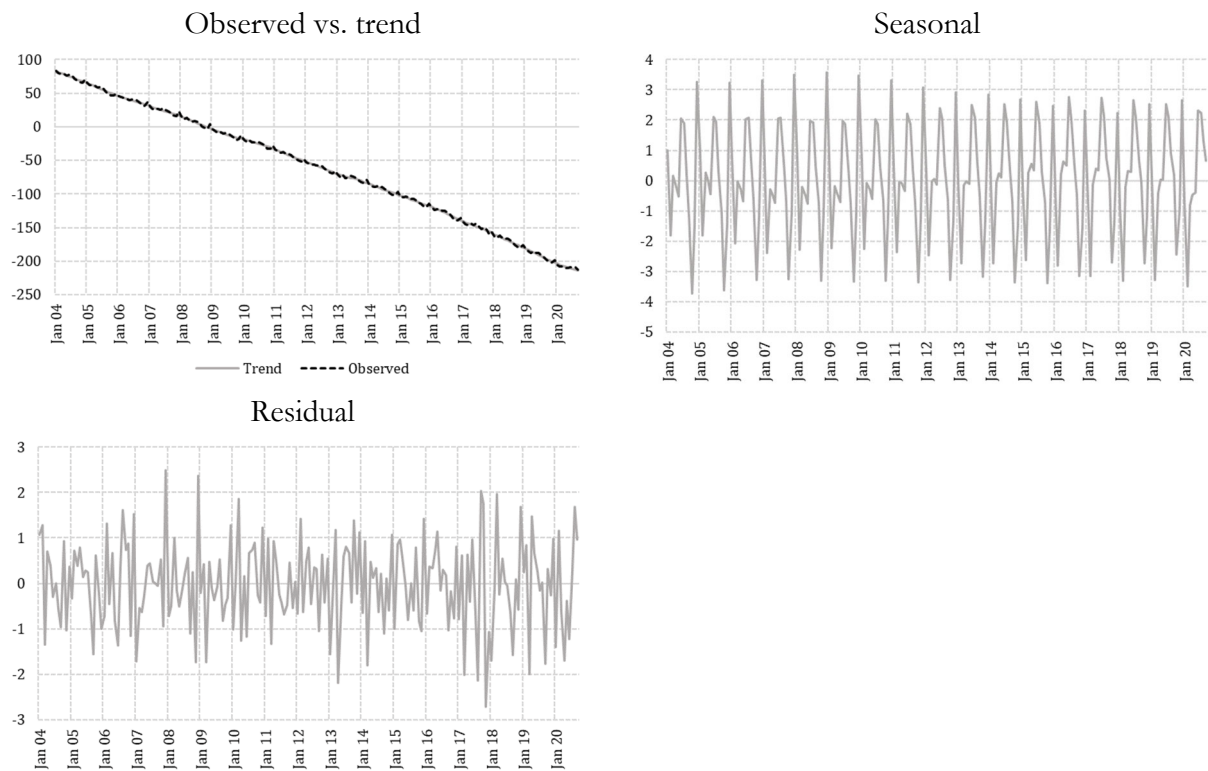 Observed vs. trend
100
50
0
-50
-100
-150
-200
-250
Jan 04
Jan 05
Jan 06
Jan 07
Jan 08
Jan 09
Jan 10
Jan 11
Jan 12
Jan 13
Jan 14
Jan 15
Jan 16
Jan 17
Jan 18
Jan 19
Jan 20
Trend Observed
Seasonal
4
3
2
1
0
-1
-2
-3
-4
-5
Jan 04
Jan 05
Jan 06
Jan 07
Jan 08
Jan 09
Jan 10
Jan 11
Jan 12
Jan 13
Jan 14
Jan 15
Jan 16
Jan 17
Jan 18
Jan 19
Jan 20
Residual
3
2
1
0
-1
-2
-3
Jan 04
Jan 05
Jan 06
Jan 07
Jan 08
Jan 09
Jan 10
Jan 11
Jan 12
Jan 13
Jan 14
Jan 15
Jan 16
Jan 17
Jan 18
Jan 19
Jan 20